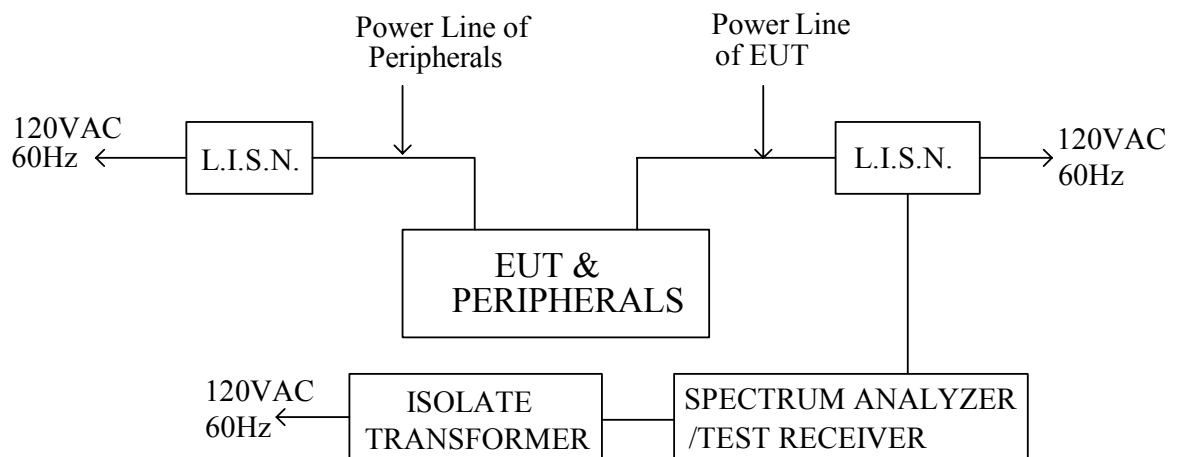 Power Line of
Peripherals
Power Line
of EUT
120VAC
60Hz
L.I.S.N.
L.I.S.N.
120VAC
60Hz
EUT &
PERIPHERALS
120VAC
60Hz
ISOLATE
TRANSFORMER
SPECTRUM ANALYZER
/TEST RECEIVER